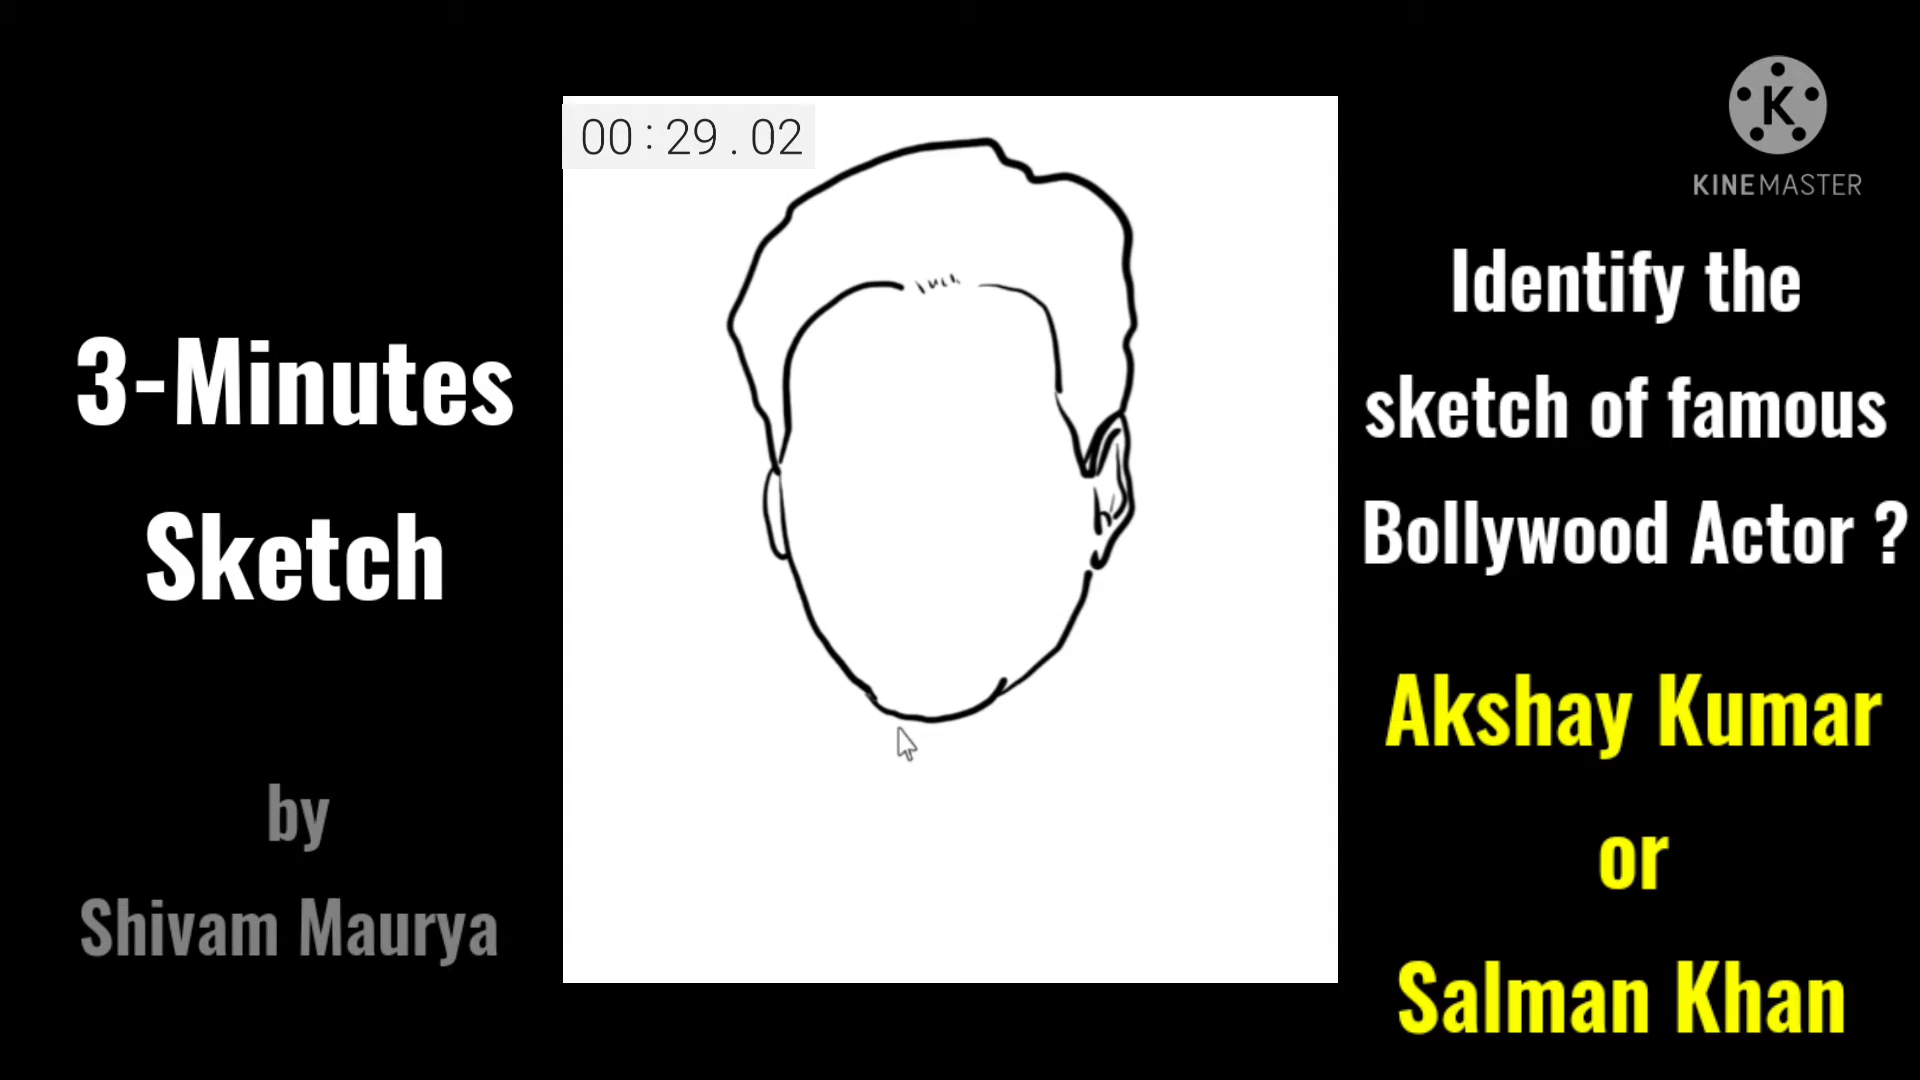 00:29.02
KINEMASTER
3-Minutes
Sketch
by
Shivam Maurya
Identify the
sketch of famous
Bollywood Actor ?
Akshay Kumar
or
Salman Khan